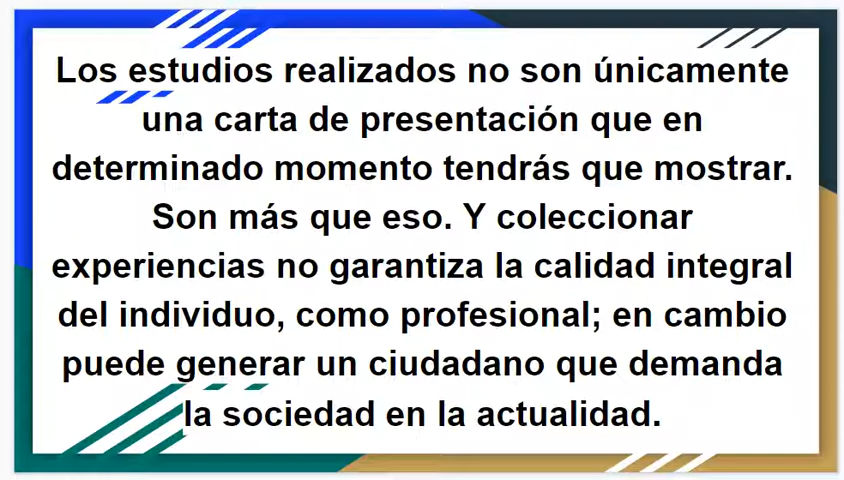 Los estudios realizados no son únicamente
una carta de presentación que en
determinado momento tendrás que mostrar.
Son más que eso. Y coleccionar
experiencias no garantiza la calidad integral
del individuo, como profesional; en cambio
puede generar un ciudadano que demanda
la sociedad en la actualidad.